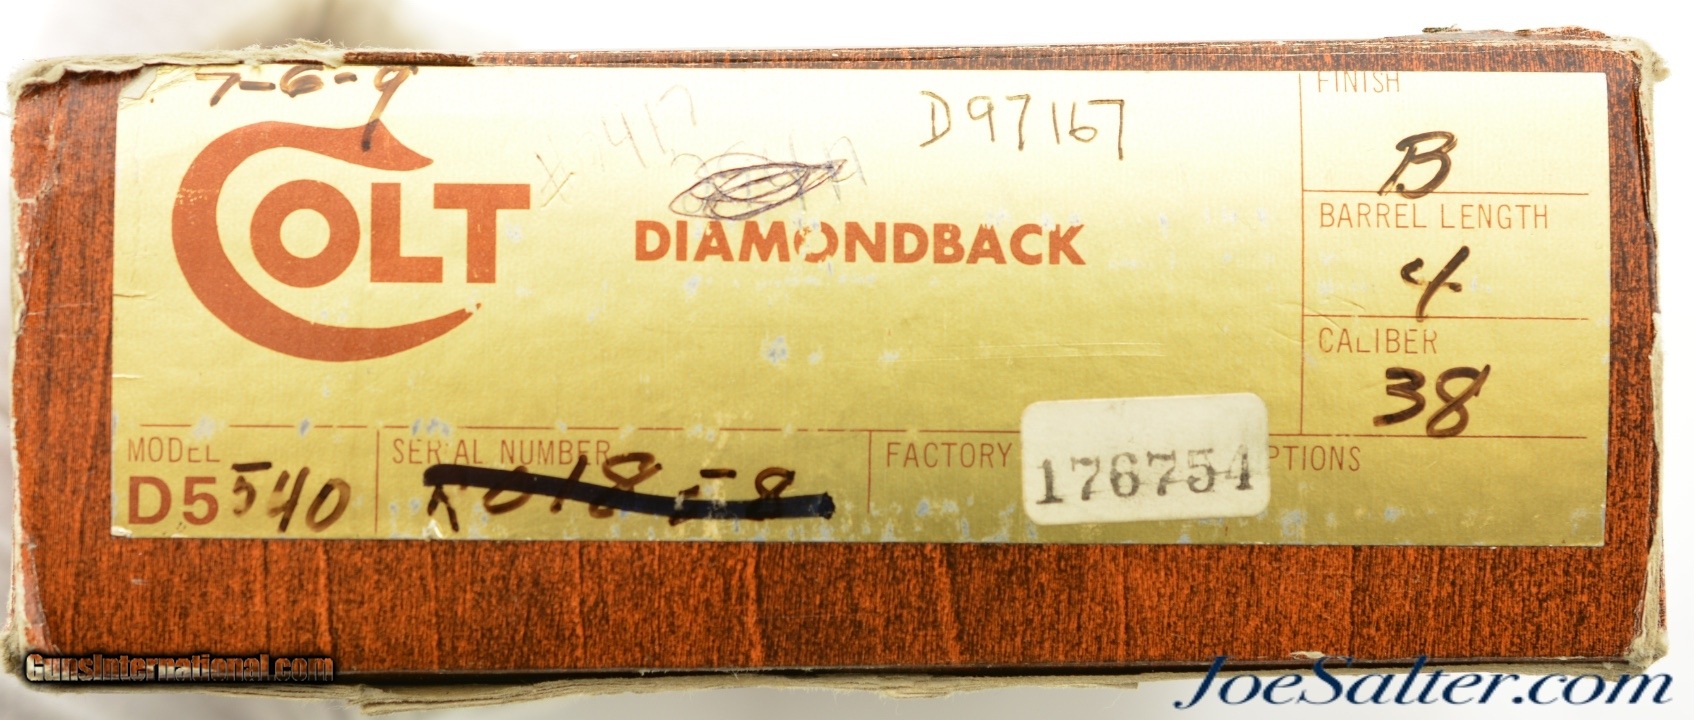 7-6-9
COLT
D97167
DIAMONDBACK
FINISH
B
BARREL LENGTH
4
CALIBER
38
MODEL
D5540
SERIAL NUMBER
FACTORY
176754
PTIONS
GunsInternational.com
JoeSalter.com